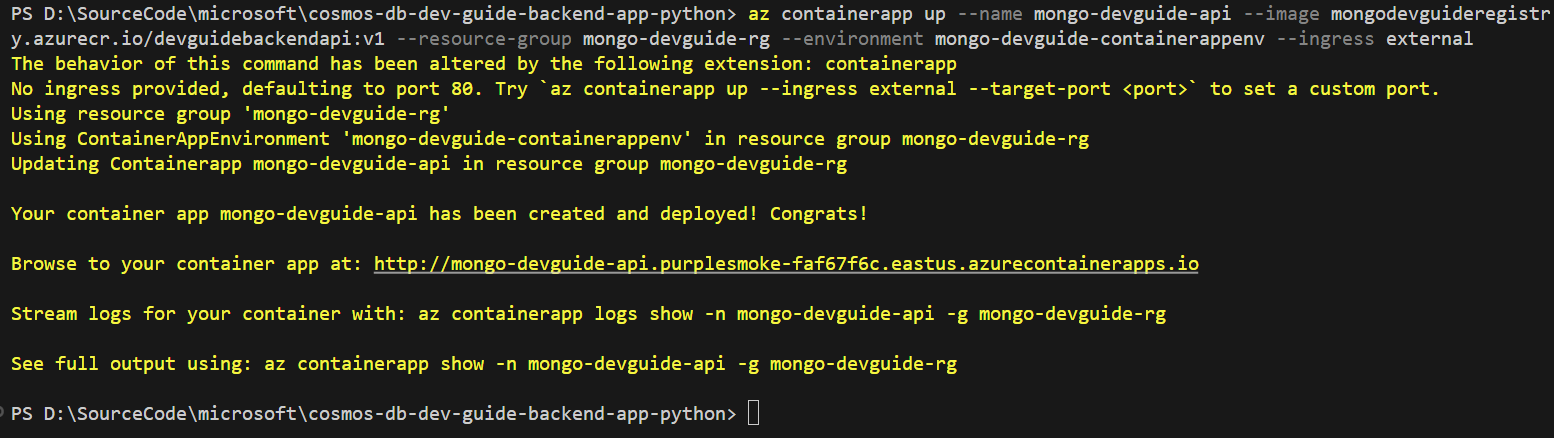 PS D:\SourceCode\microsoft\cosmos-db-dev-guide-backend-app-python> az containerapp up --name mongo-devguide-api --image mongodevguideregistr
y.azurecr.io/devguidebackendapi:v1 --resource-group mongo-devguide-rg --environment mongo-devguide-containerappenv --ingress external
The behavior of this command has been altered by the following extension: containerapp
No ingress provided, defaulting to port 80. Try `az containerapp up --ingress external --target-port <port>` to set a custom port.
Using resource group 'mongo-devguide-rg'
Using ContainerAppEnvironment 'mongo-devguide-containerappenv' in resource group mongo-devguide-rg
Updating Containerapp mongo-devguide-api in resource group mongo-devguide-rg
Your container app mongo-devguide-api has been created and deployed! Congrats!
Browse to your container app at: http://mongo-devguide-api.purplesmoke-faf67f6c.eastus.azurecontainerapps.io
Stream logs for your container with: az containerapp logs show -n mongo-devguide-api -g mongo-devguide-rg
See full output using: az containerapp show -n mongo-devguide-api -g mongo-devguide-rg
PS D:\SourceCode\microsoft\cosmos-db-dev-guide-backend-app-python>